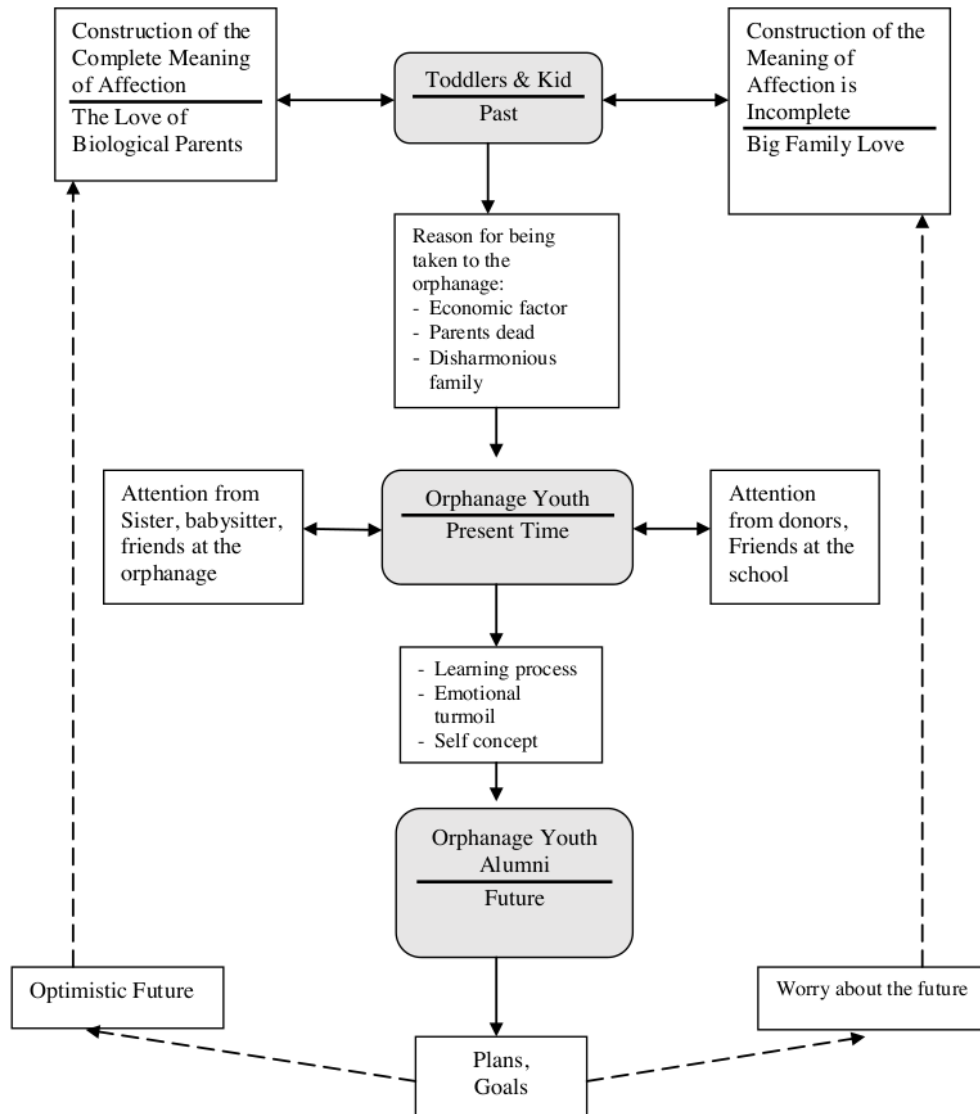 Construction of the
Complete Meaning
of Affection
The Love of
Biological Parents
Toddlers & Kid
Past
Construction of the
Meaning of
Affection is
Incomplete
Big Family Love
Reason for being
taken to the
orphanage:
- Economic factor
- Parents dead
- Disharmonious
family
Attention from
Sister, babysitter,
friends at the
orphanage
Orphanage Youth
Present Time
Attention
from donors,
Friends at the
school
- Learning process
- Emotional
turmoil
- Self concept
Orphanage Youth
Alumni
Future
Optimistic Future
Worry about the future
Plans,
Goals